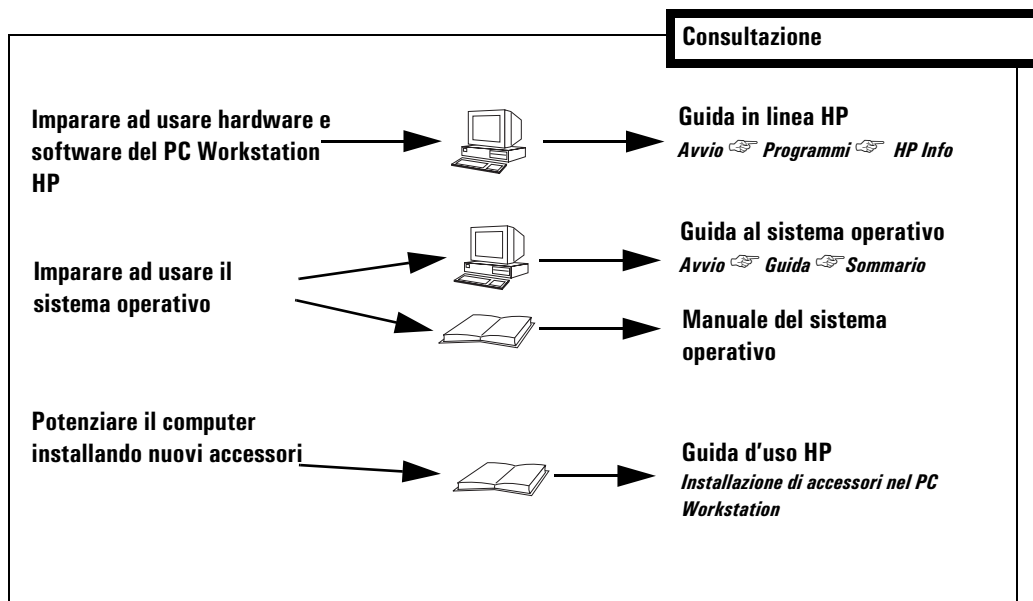 Consultazione
Imparare ad usare hardware e
software del PC Workstation
HP
Guida in linea HP
Avvio ☞ Programmi ☞ HP Info
Imparare ad usare il
sistema operativo
Guida al sistema operativo
Avvio ☞ Guida ☞ Sommario
Manuale del sistema
operativo
Potenziare il computer
installando nuovi accessori
Guida d'uso HP
Installazione di accessori nel PC
Workstation